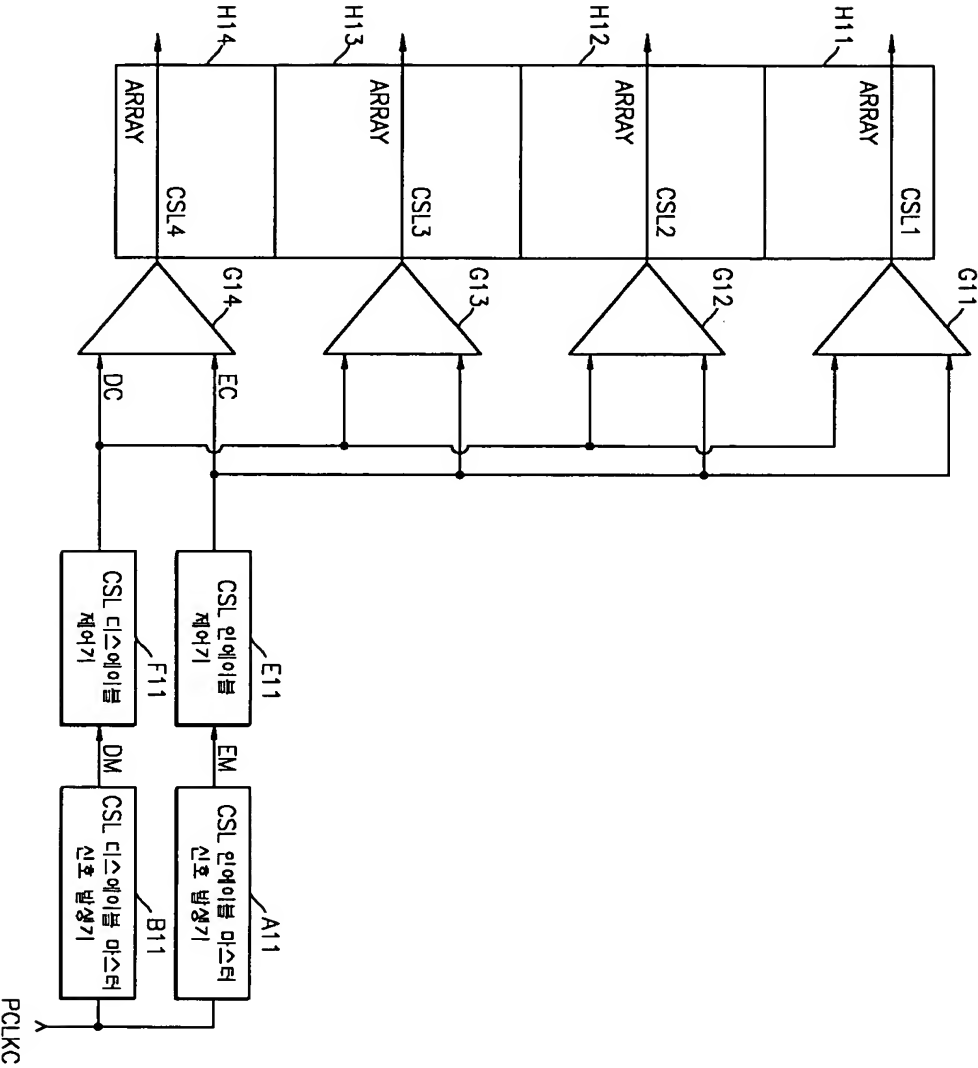 H14
H13
H12
H11
ARRAY
ARRAY
ARRAY
ARRAY
CSL4
CSL3
CSL2
CSL1
G14
G13
G12
G11
DC
EC
CSL 디스에이블
제어기
F11
CSL 인에이블
제어기
E11
DM
EM
CSL 디스에이블 마스터
신호 발생기
B11
CSL 인에이블 마스터
신호 발생기
A11
PCLKC